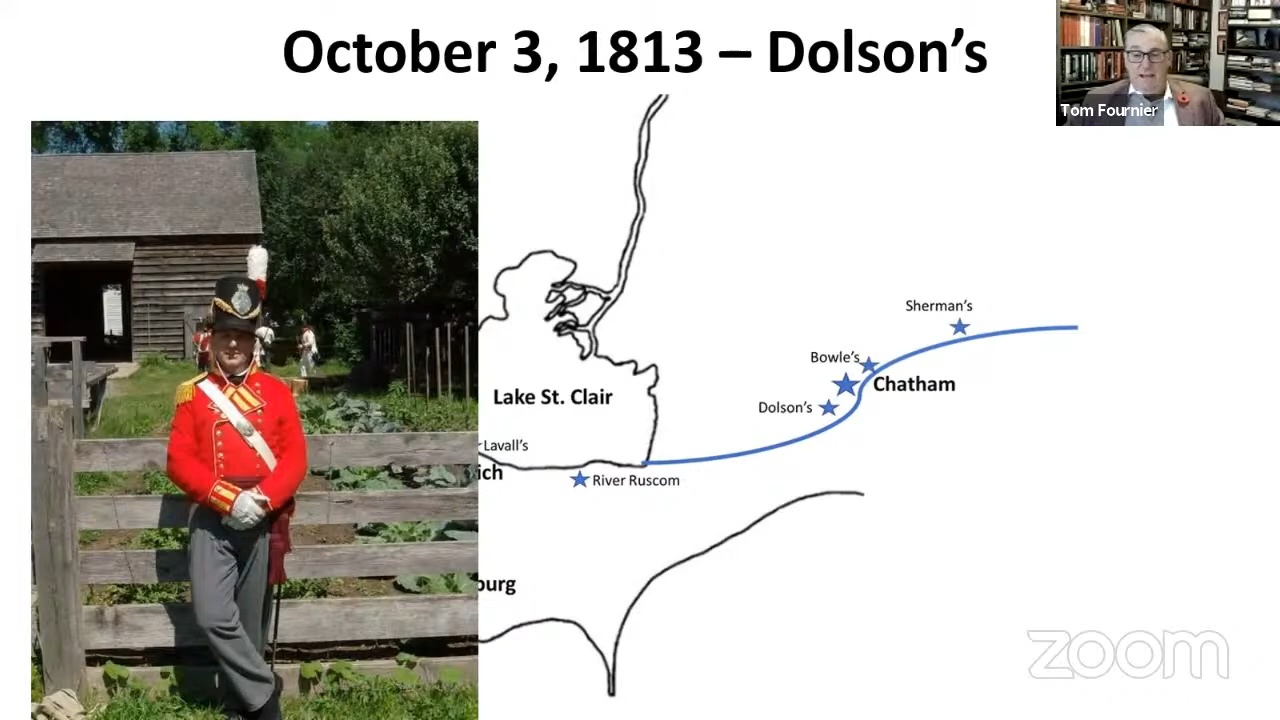 October 3, 1813 – Dolson's
Tom Fournier
Sherman's
Bowle's
Chatham
Dolson's
Lake St. Clair
Lavall's
ich
River Ruscom
burg
zoom